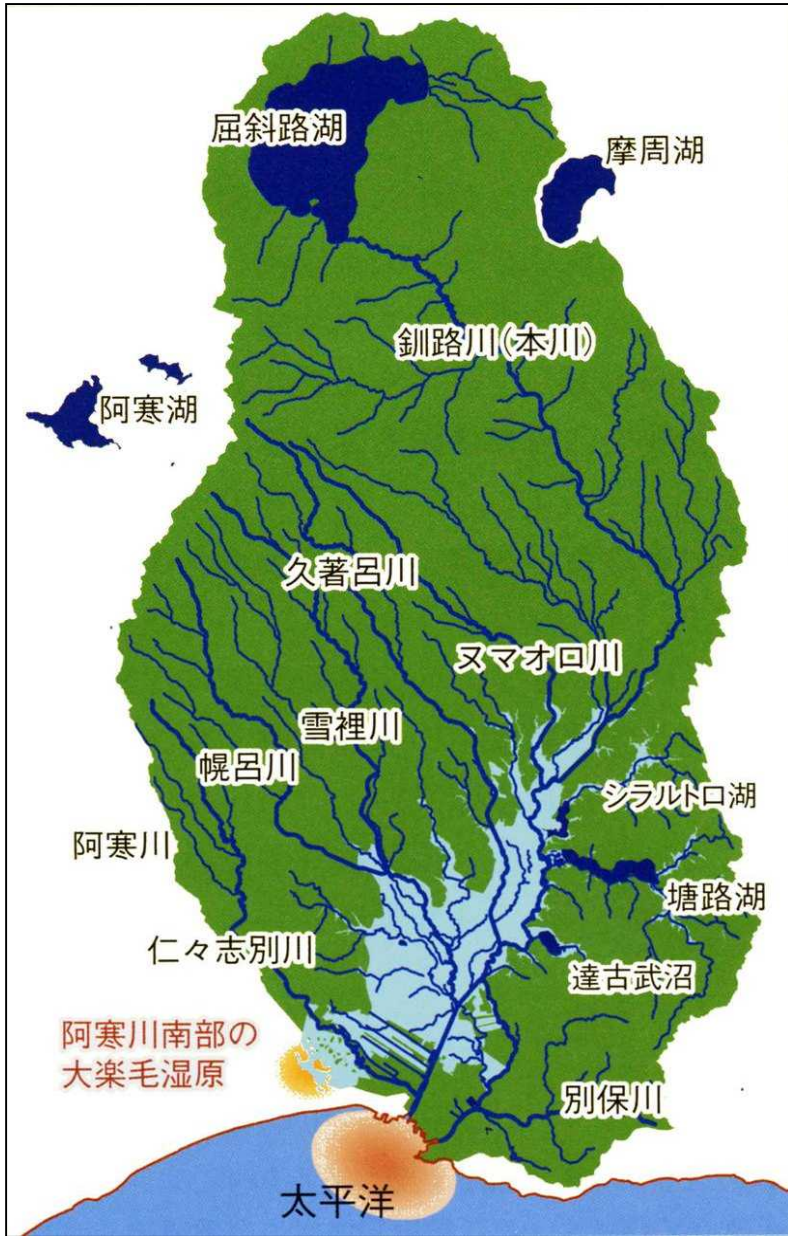 屈斜路湖
摩周湖
釧路川(本川)
阿寒湖
久著呂川
ヌマオロ川
雪裡川
幌呂川
シラルトロ湖
阿寒川
塘路湖
仁々志別川
達古武沼
阿寒川南部の
大楽毛湿原
別保川
太平洋